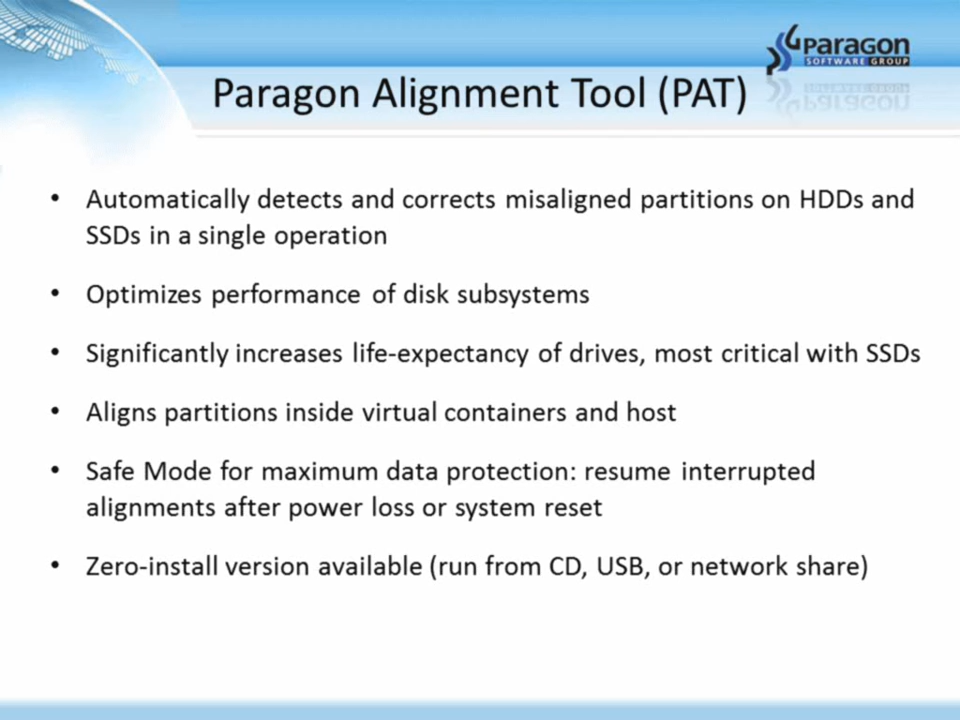 Paragon
SOFTWARE GROUP
Paragon Alignment Tool (PAT)
• Automatically detects and corrects misaligned partitions on HDDs and
SSDs in a single operation
• Optimizes performance of disk subsystems
• Significantly increases life-expectancy of drives, most critical with SSDs
• Aligns partitions inside virtual containers and host
• Safe Mode for maximum data protection: resume interrupted
alignments after power loss or system reset
• Zero-install version available (run from CD, USB, or network share)